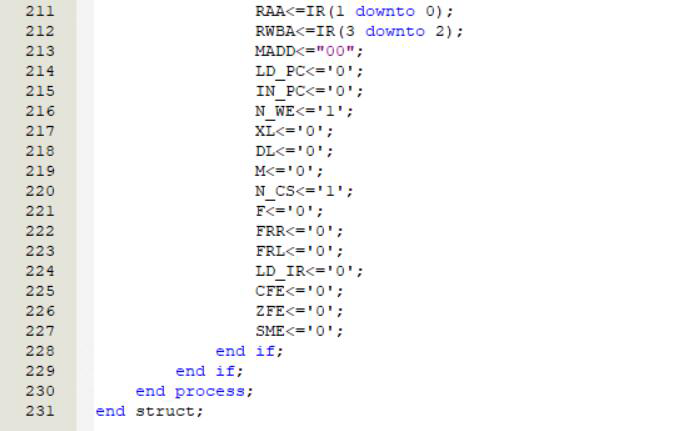 211 RAA<=IR(1 downto 0);
212 RWBA<=IR(3 downto 2);
213 MADD<="00";
214 LD_PC<='0';
215 IN_PC<='0';
216 N_WE<='1';
217 XL<='0';
218 DL<='0';
219 M<='0';
220 N_CS<='1';
221 F<='0';
222 FRR<='0';
223 FRL<='0';
224 LD_IR<='0';
225 CFE<='0';
226 ZFE<='0';
227 SME<='0';
228 end if;
229 end if;
230 end process;
231 end struct;